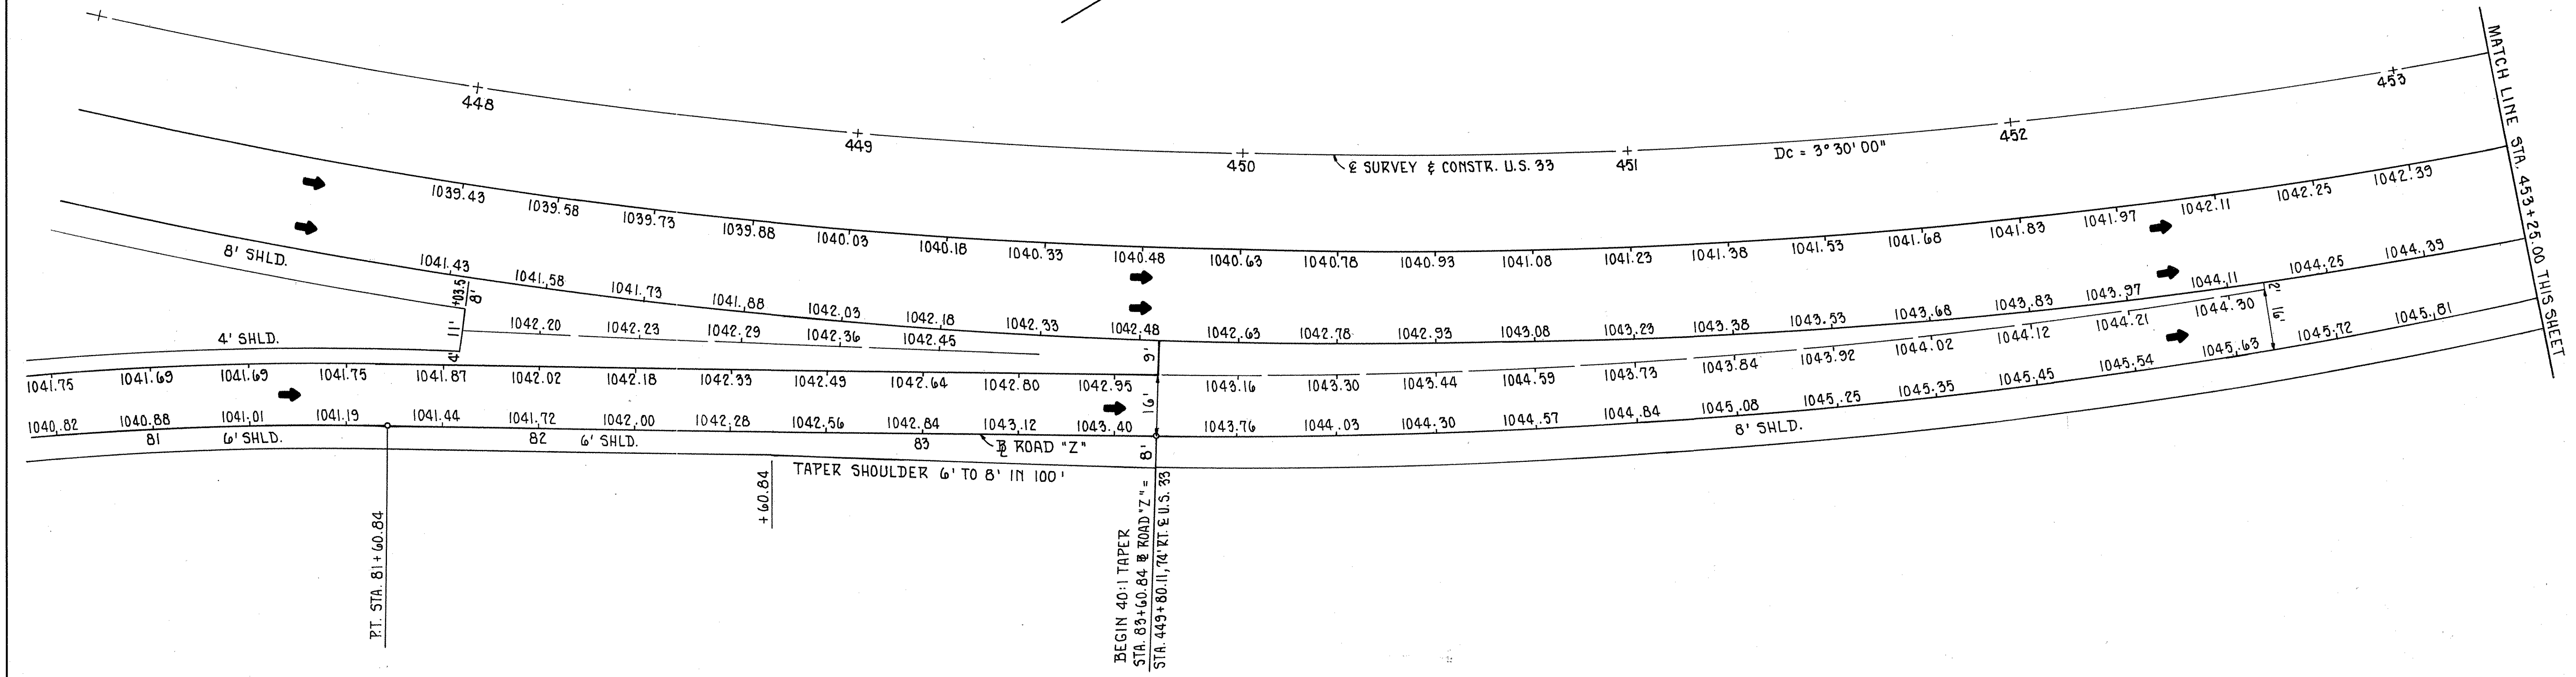 448
449
450
451
452
453
℄ SURVEY & CONSTR. U.S. 33
Dc = 3° 30' 00"
MATCH LINE STA. 453+25.00 THIS SHEET
1039.43 1039.58 1039.73 1039.88 1040.03 1040.18 1040.33 1040.48 1040.63 1040.78 1040.93 1041.08 1041.23 1041.38 1041.53 1041.68 1041.83 1041.97 1042.11 1042.25 1042.39
8' SHLD.
1041.43 1041.58 1041.73 1041.88 1042.03 1042.18 1042.33 1042.48 1042.63 1042.78 1042.93 1043.08 1043.23 1043.38 1043.53 1043.68 1043.83 1043.97 1044.11 1044.25 1044.39
+03.5
8'
11'
4'
1042.20 1042.23 1042.29 1042.36 1042.45
4' SHLD.
9'
2'
16'
1041.75 1041.69 1041.69 1041.75 1041.87 1042.02 1042.18 1042.33 1042.49 1042.64 1042.80 1042.95 1043.16 1043.30 1043.44 1044.59 1043.73 1043.84 1043.92 1044.02 1044.12 1044.21 1044.30
16'
1040.82 1040.88 1041.01 1041.19 1041.44 1041.72 1042.00 1042.28 1042.56 1042.84 1043.12 1043.40 1043.76 1044.03 1044.30 1044.57 1044.84 1045.08 1045.25 1045.35 1045.45 1045.54 1045.63 1045.72 1045.81
81
6' SHLD.
82
6' SHLD.
83
℄ ROAD "Z"
8'
8' SHLD.
TAPER SHOULDER 6' TO 8' IN 100'
P.T. STA. 81+60.84
+60.84
BEGIN 40:1 TAPER
STA. 83+60.84 ℄ ROAD "Z" =
STA. 449+80.11, 74' RT. ℄ U.S. 33